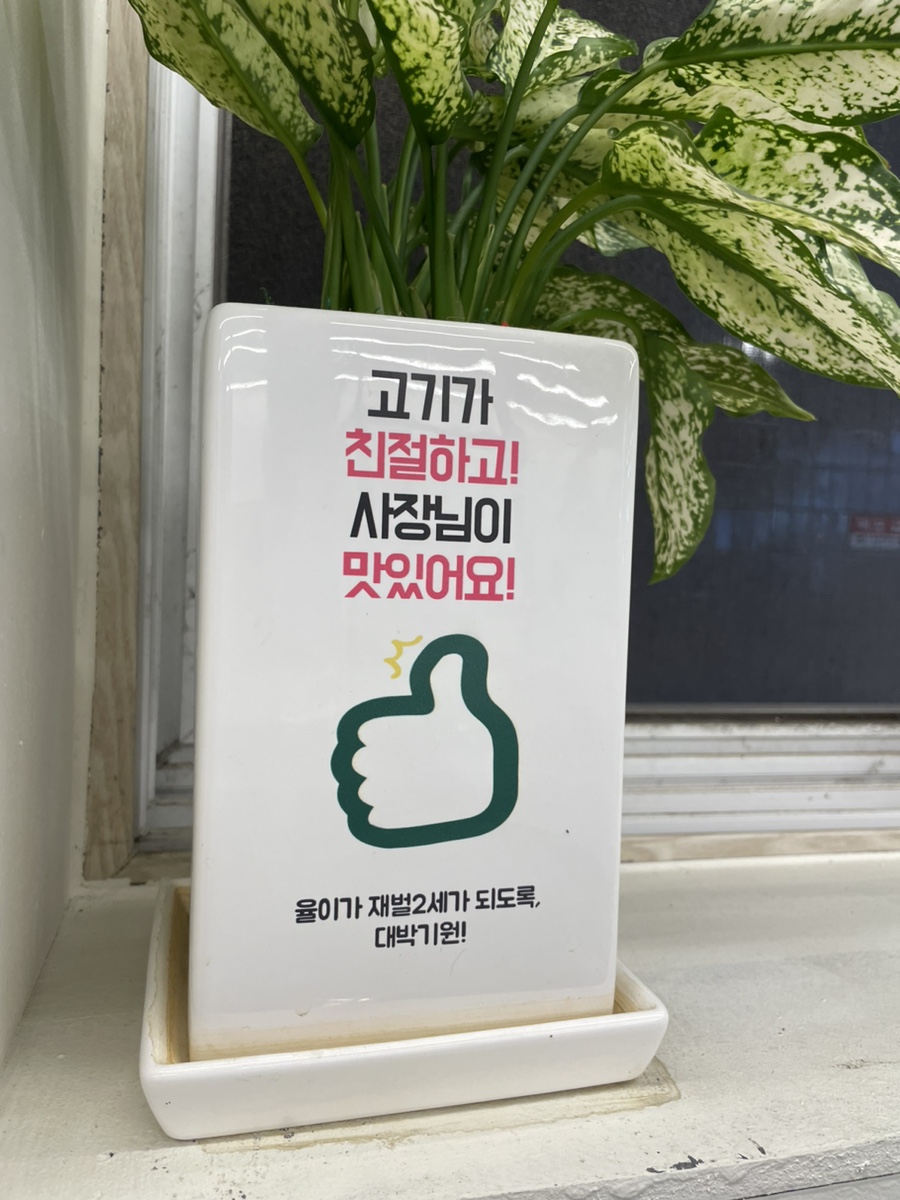 고기가
친절하고!
사장님이
맛있어요!
율이가 재벌2세가 되도록,
대박기원!